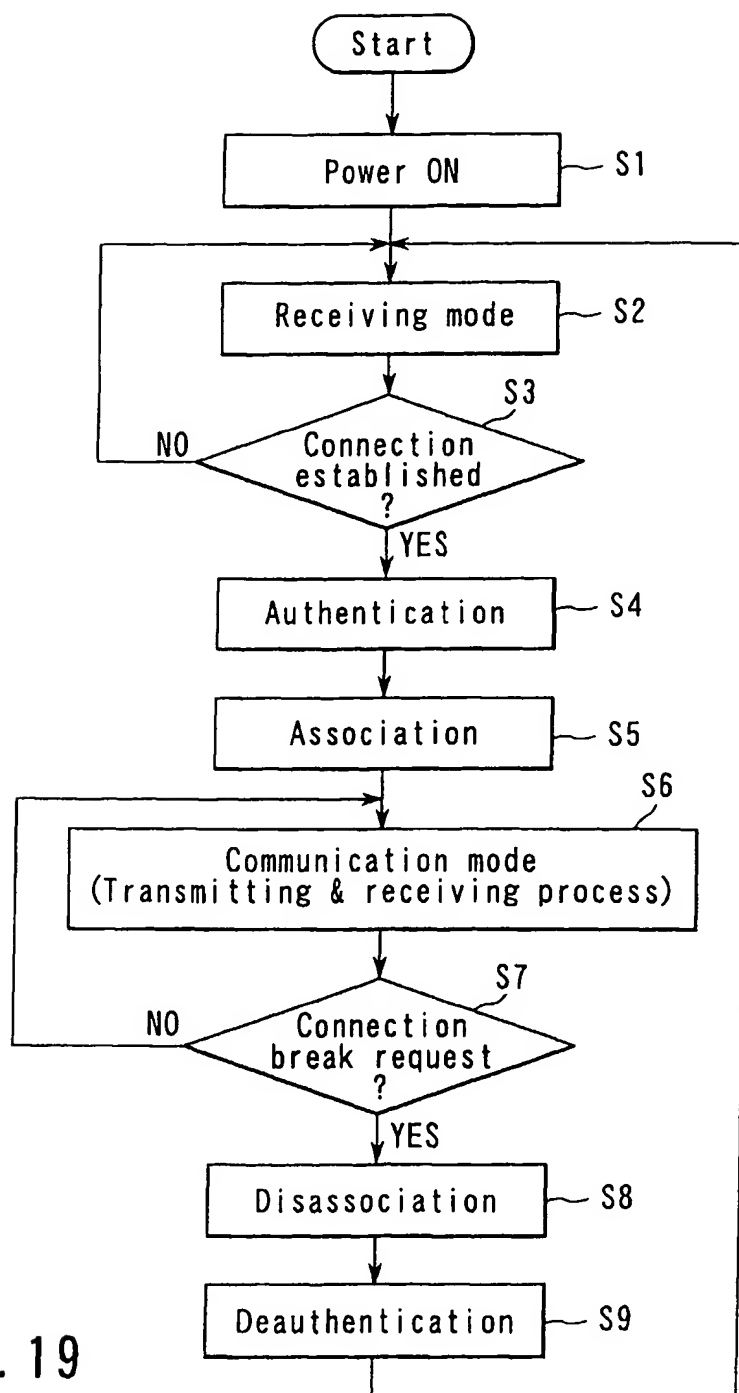 Start
Power ON
S1
Receiving mode
S2
S3
Connection
established
?
NO
YES
Authentication
S4
Association
S5
S6
Communication mode
(Transmitting & receiving process)
S7
Connection
break request
?
NO
YES
Disassociation
S8
Deauthentication
S9
. 19